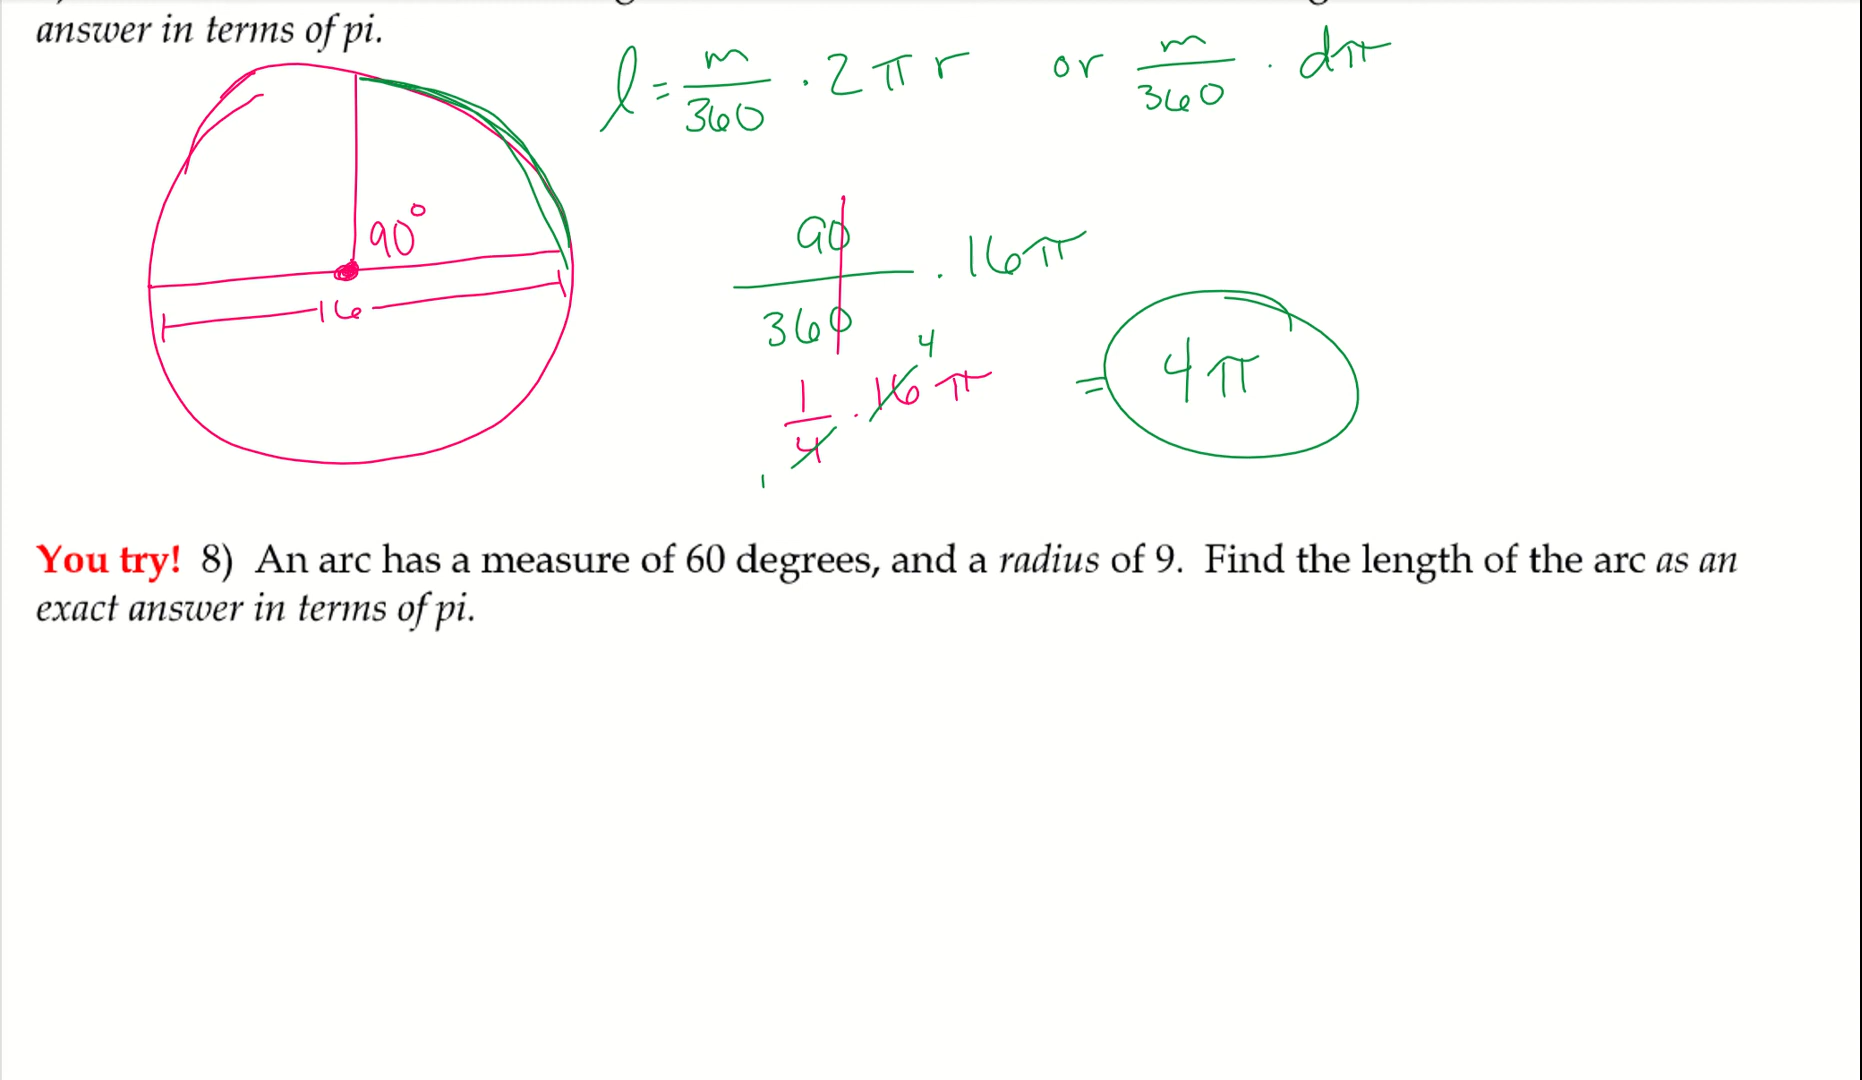 answer in terms of pi.
l = m/360 · 2πr or m/360 · dπ
90°
16
90/360 · 16π
1/4 · 16π 4 1
= 4π
You try! 8) An arc has a measure of 60 degrees, and a radius of 9. Find the length of the arc as an
exact answer in terms of pi.